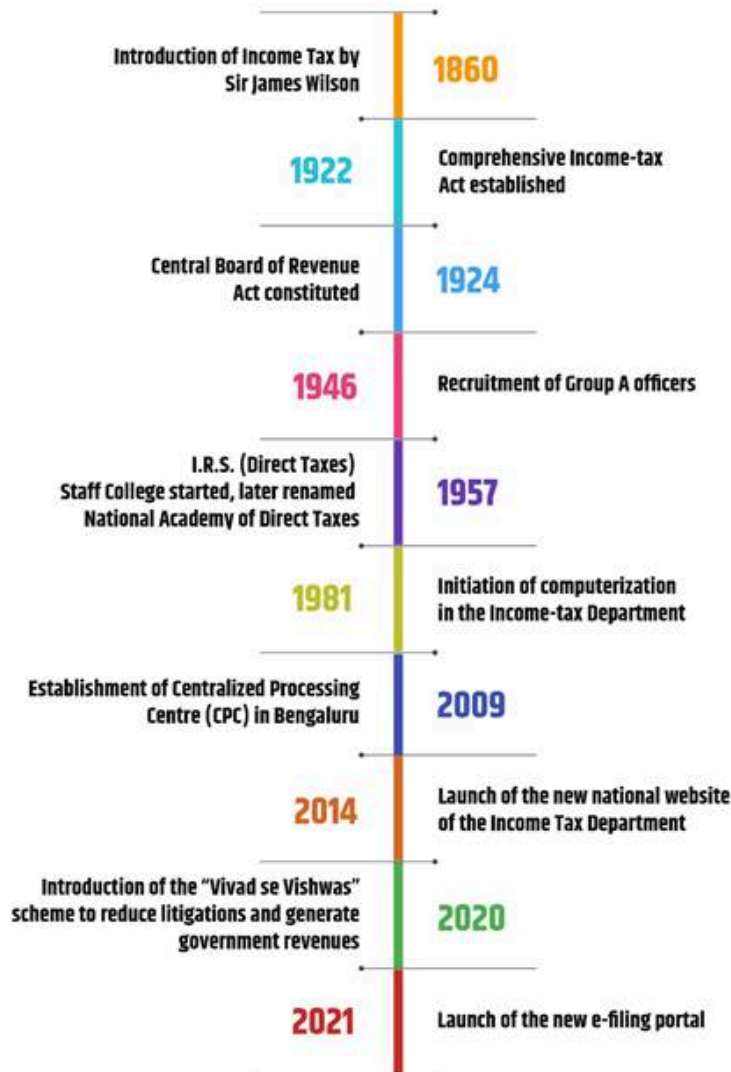 Introduction of Income Tax by
Sir James Wilson
1860
1922
Comprehensive Income-tax
Act established
Central Board of Revenue
Act constituted
1924
1946
Recruitment of Group A officers
I.R.S. (Direct Taxes)
Staff College started, later renamed
National Academy of Direct Taxes
1957
1981
Initiation of computerization
in the Income-tax Department
Establishment of Centralized Processing
Centre (CPC) in Bengaluru
2009
2014
Launch of the new national website
of the Income Tax Department
Introduction of the “Vivad se Vishwas”
scheme to reduce litigations and generate
government revenues
2020
2021
Launch of the new e-filing portal